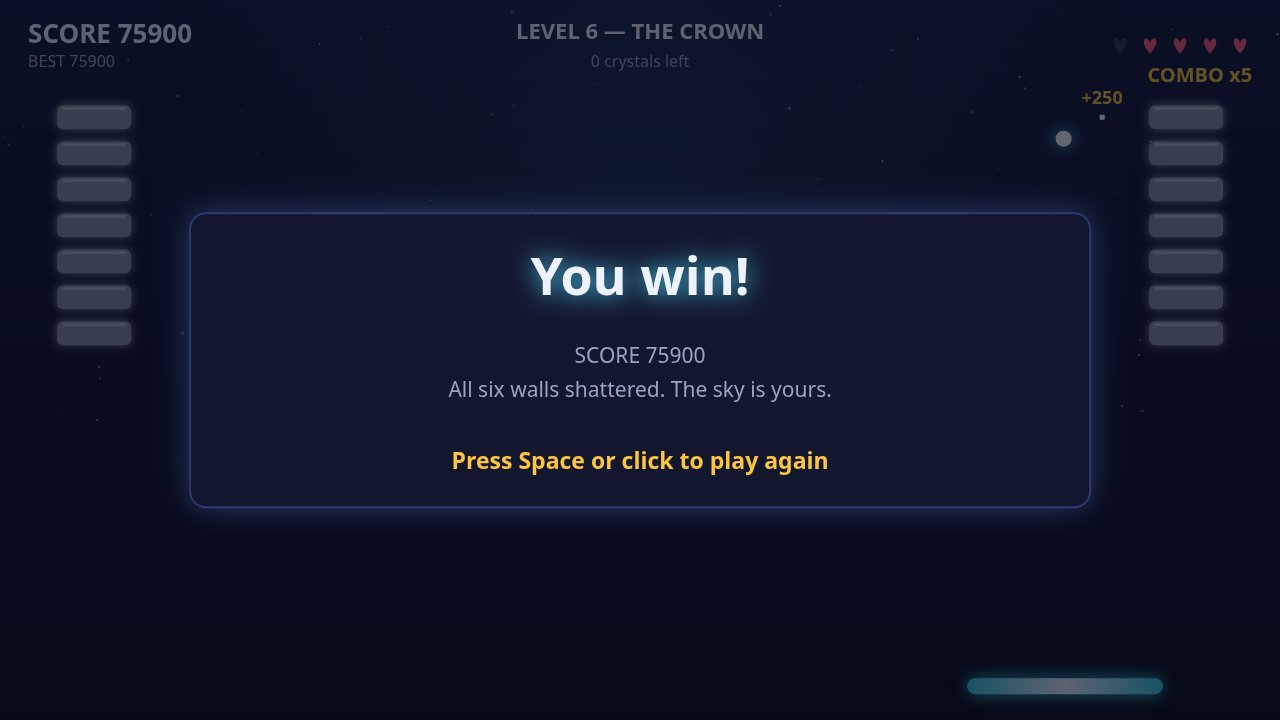 SCORE 75900
BEST 75900
LEVEL 6 — THE CROWN
0 crystals left
COMBO x5
+250
You win!
SCORE 75900
All six walls shattered. The sky is yours.
Press Space or click to play again